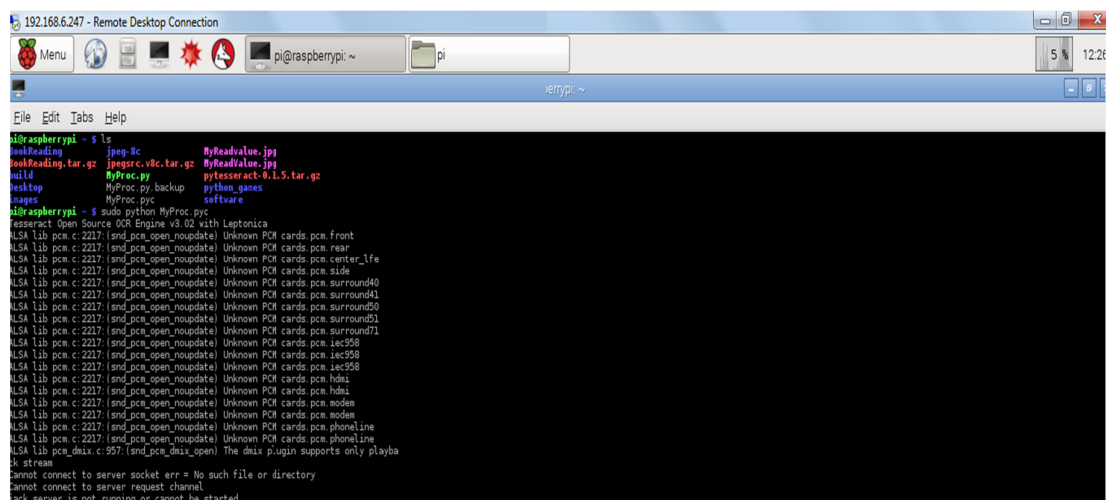 192.168.6.247 - Remote Desktop Connection
Menu pi@raspberrypi: ~ pi 5 % 12:26
errypi: ~
File Edit Tabs Help
pi@raspberrypi ~ $ ls
BookReading jpeg-8c MyReadvalue.jpg
BookReading.tar.gz jpegsrc.v8c.tar.gz MyReadValue.jpg
build MyProc.py pytesseract-0.1.5.tar.gz
Desktop MyProc.py.backup python_games
images MyProc.pyc software
pi@raspberrypi ~ $ sudo python MyProc.pyc
Tesseract Open Source OCR Engine v3.02 with Leptonica
ALSA lib pcm.c:2217:(snd_pcm_open_noupdate) Unknown PCM cards.pcm.front
ALSA lib pcm.c:2217:(snd_pcm_open_noupdate) Unknown PCM cards.pcm.rear
ALSA lib pcm.c:2217:(snd_pcm_open_noupdate) Unknown PCM cards.pcm.center_lfe
ALSA lib pcm.c:2217:(snd_pcm_open_noupdate) Unknown PCM cards.pcm.side
ALSA lib pcm.c:2217:(snd_pcm_open_noupdate) Unknown PCM cards.pcm.surround40
ALSA lib pcm.c:2217:(snd_pcm_open_noupdate) Unknown PCM cards.pcm.surround41
ALSA lib pcm.c:2217:(snd_pcm_open_noupdate) Unknown PCM cards.pcm.surround50
ALSA lib pcm.c:2217:(snd_pcm_open_noupdate) Unknown PCM cards.pcm.surround51
ALSA lib pcm.c:2217:(snd_pcm_open_noupdate) Unknown PCM cards.pcm.surround71
ALSA lib pcm.c:2217:(snd_pcm_open_noupdate) Unknown PCM cards.pcm.iec958
ALSA lib pcm.c:2217:(snd_pcm_open_noupdate) Unknown PCM cards.pcm.iec958
ALSA lib pcm.c:2217:(snd_pcm_open_noupdate) Unknown PCM cards.pcm.iec958
ALSA lib pcm.c:2217:(snd_pcm_open_noupdate) Unknown PCM cards.pcm.hdmi
ALSA lib pcm.c:2217:(snd_pcm_open_noupdate) Unknown PCM cards.pcm.hdmi
ALSA lib pcm.c:2217:(snd_pcm_open_noupdate) Unknown PCM cards.pcm.modem
ALSA lib pcm.c:2217:(snd_pcm_open_noupdate) Unknown PCM cards.pcm.modem
ALSA lib pcm.c:2217:(snd_pcm_open_noupdate) Unknown PCM cards.pcm.phoneline
ALSA lib pcm.c:2217:(snd_pcm_open_noupdate) Unknown PCM cards.pcm.phoneline
ALSA lib pcm_dmix.c:957:(snd_pcm_dmix_open) The dmix plugin supports only playba
ck stream
Cannot connect to server socket err = No such file or directory
Cannot connect to server request channel
jack server is not running or cannot be started